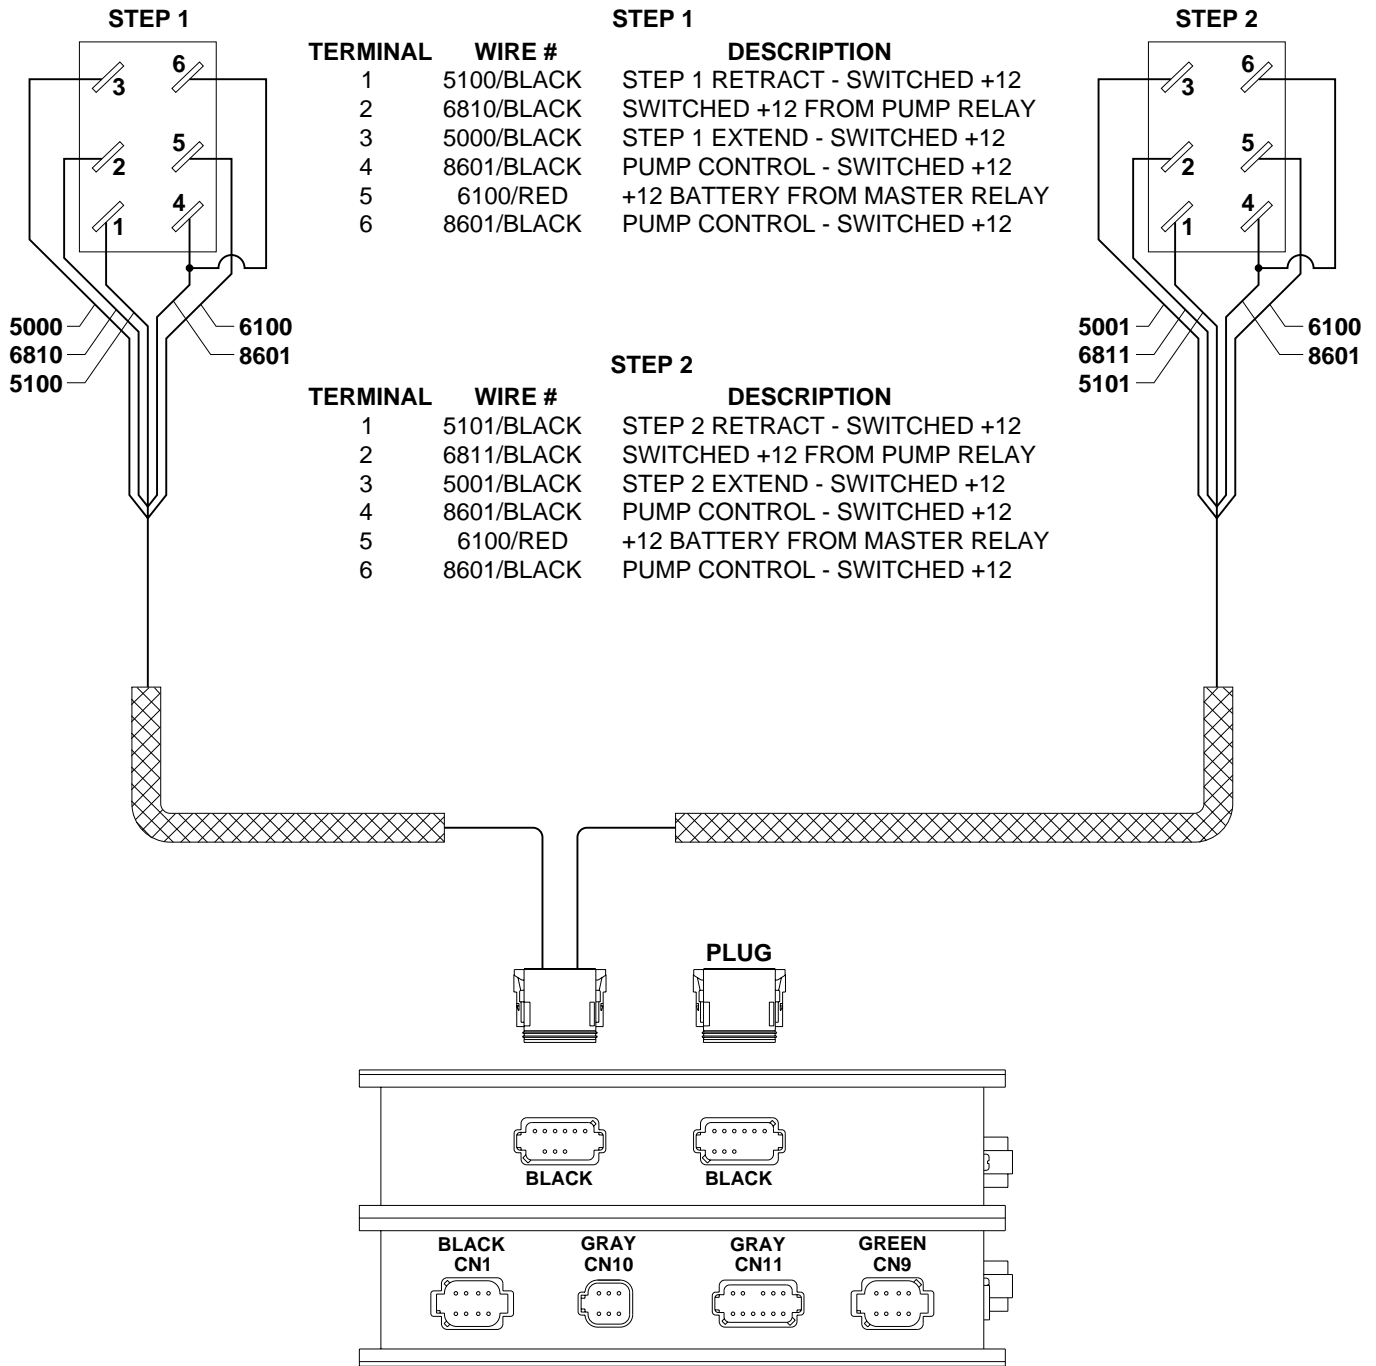 STEP 1
3
6
2
5
1
4
5000
6810
5100
6100
8601
STEP 1
TERMINAL WIRE # DESCRIPTION
1 5100/BLACK STEP 1 RETRACT - SWITCHED +12
2 6810/BLACK SWITCHED +12 FROM PUMP RELAY
3 5000/BLACK STEP 1 EXTEND - SWITCHED +12
4 8601/BLACK PUMP CONTROL - SWITCHED +12
5 6100/RED +12 BATTERY FROM MASTER RELAY
6 8601/BLACK PUMP CONTROL - SWITCHED +12
STEP 2
TERMINAL WIRE # DESCRIPTION
1 5101/BLACK STEP 2 RETRACT - SWITCHED +12
2 6811/BLACK SWITCHED +12 FROM PUMP RELAY
3 5001/BLACK STEP 2 EXTEND - SWITCHED +12
4 8601/BLACK PUMP CONTROL - SWITCHED +12
5 6100/RED +12 BATTERY FROM MASTER RELAY
6 8601/BLACK PUMP CONTROL - SWITCHED +12
STEP 2
3
6
2
5
1
4
5001
6811
5101
6100
8601
PLUG
BLACK
BLACK
BLACK
CN1
GRAY
CN10
GRAY
CN11
GREEN
CN9